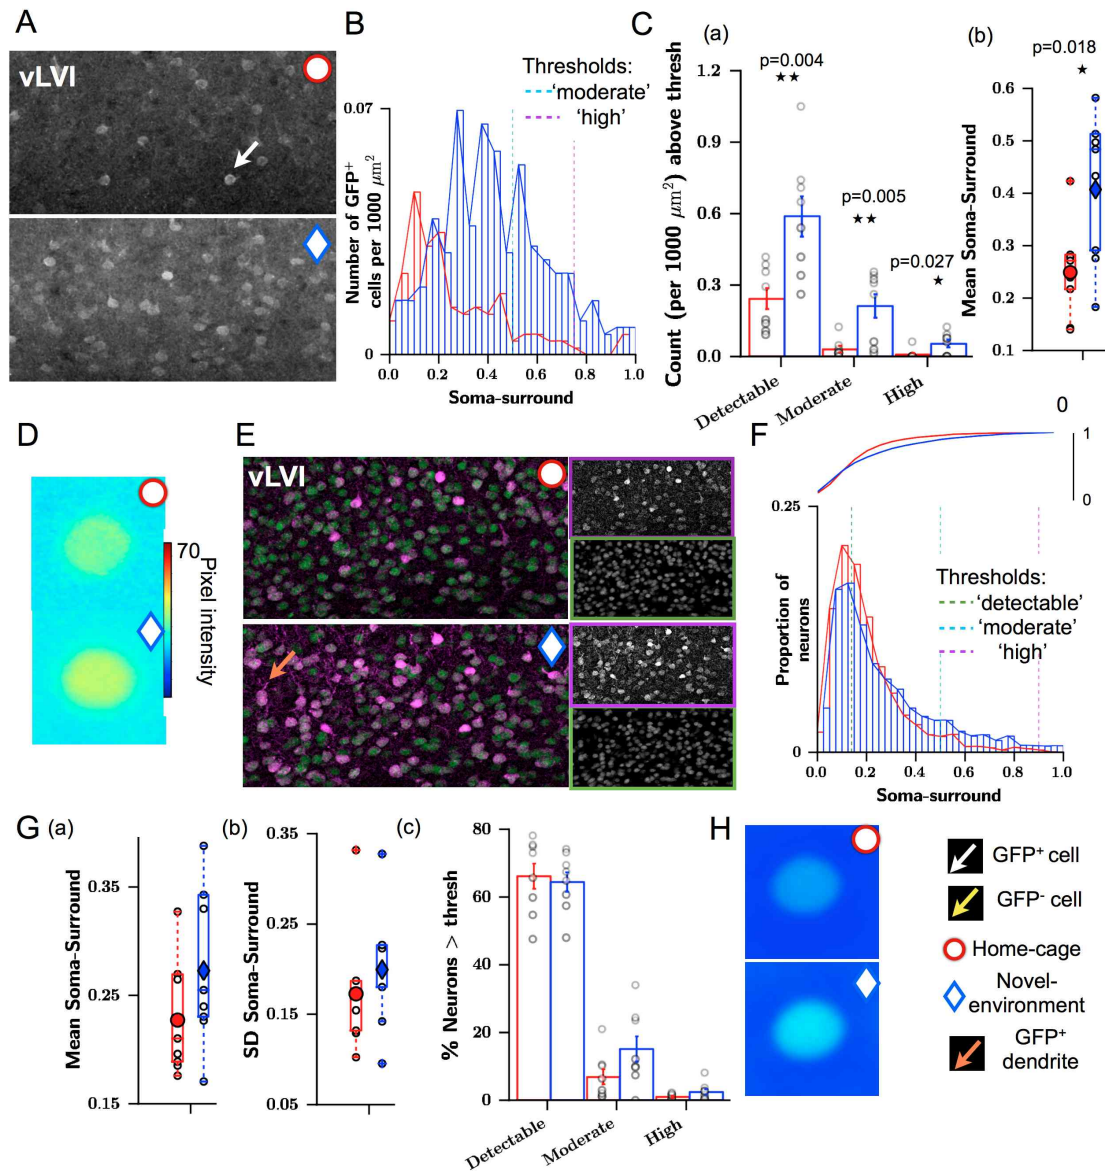 A
vLVI
B
Thresholds:
'moderate'
'high'
0.07
0
Number of GFP+
cells per 1000 μm²
0.0 0.2 0.4 0.6 0.8 1.0
Soma-surround
C
(a)
p=0.004
★★
p=0.005
★★
p=0.027
★
1.2
0.9
0.6
0.3
0.0
Count (per 1000 μm²) above thresh
Detectable
Moderate
High
(b)
p=0.018
★
0.6
0.5
0.4
0.3
0.2
0.1
Mean Soma-Surround
0
D
70
Pixel intensity
E
vLVI
F
1
0
0.25
0
Proportion of
neurons
Thresholds:
'detectable'
'moderate'
'high'
0.0 0.2 0.4 0.6 0.8 1.0
Soma-surround
G
(a)
0.35
0.25
0.15
Mean Soma-Surround
(b)
0.35
0.25
0.15
0.05
SD Soma-Surround
(c)
80
60
40
20
0
% Neurons > thresh
Detectable
Moderate
High
H
GFP+ cell
GFP- cell
Home-cage
Novel-
environment
GFP+
dendrite